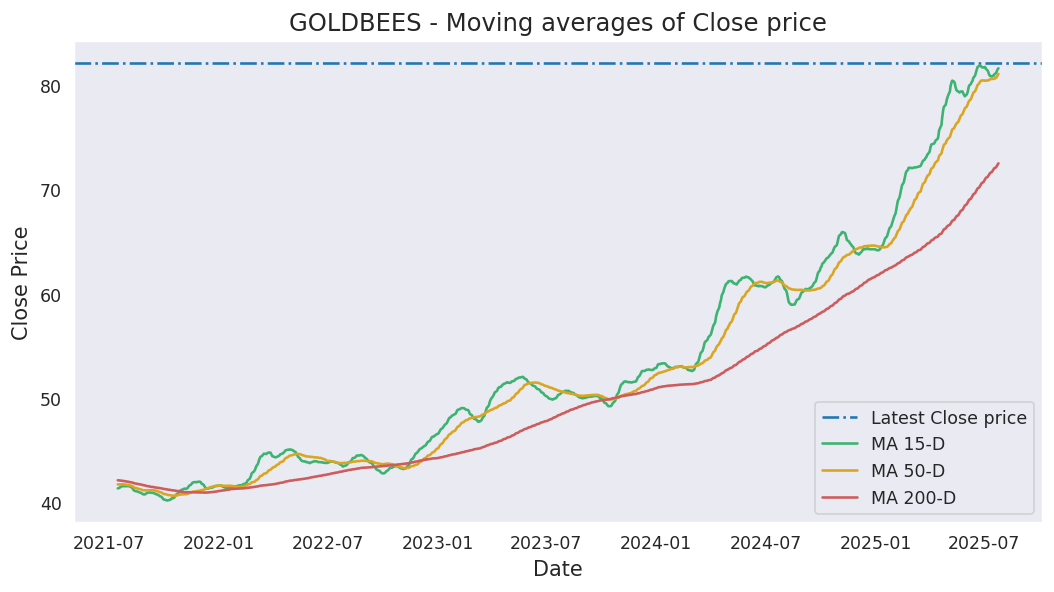 GOLDBEES - Moving averages of Close price
Close Price
80
70
60
50
40
Latest Close price
MA 15-D
MA 50-D
MA 200-D
2021-07 2022-01 2022-07 2023-01 2023-07 2024-01 2024-07 2025-01 2025-07
Date